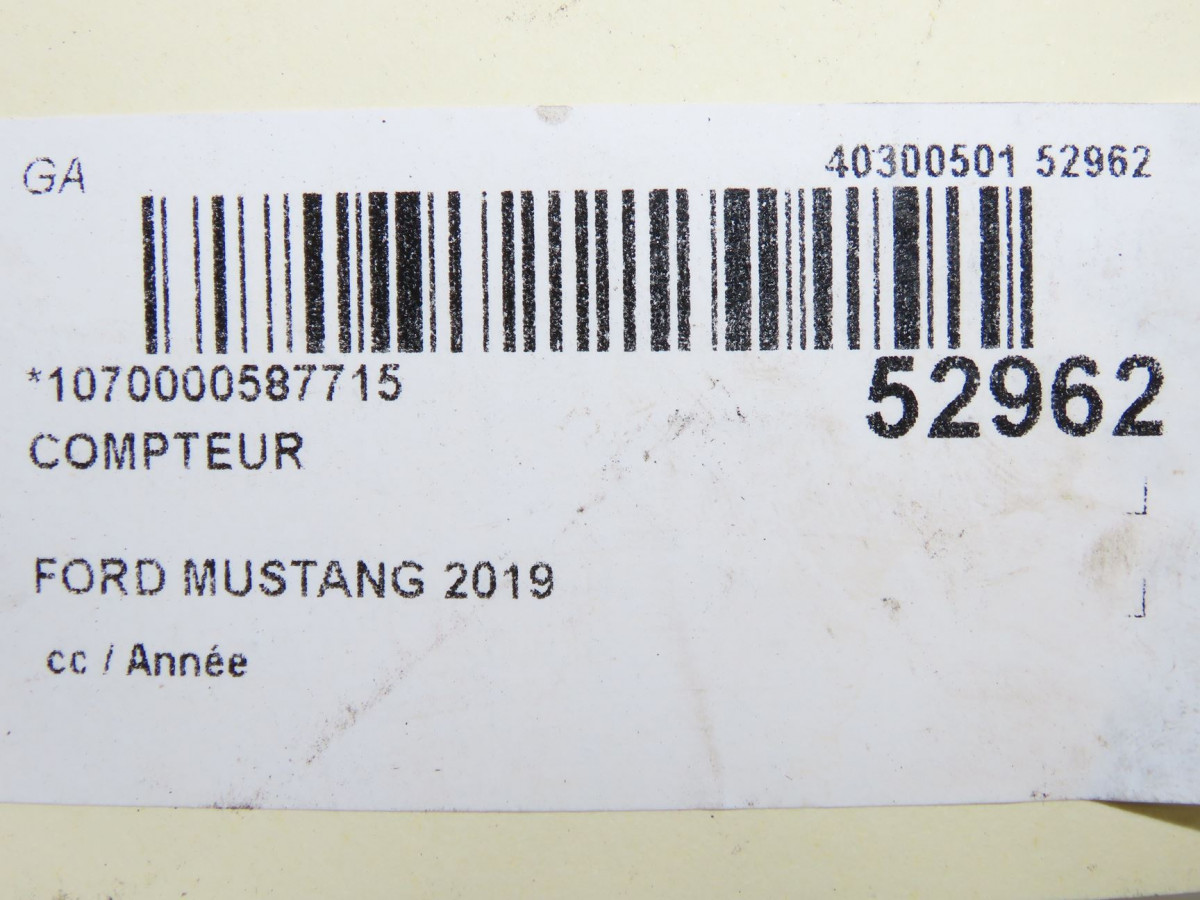 GA
40300501 52962
*1070000587715
52962
COMPTEUR
FORD MUSTANG 2019
cc / Année